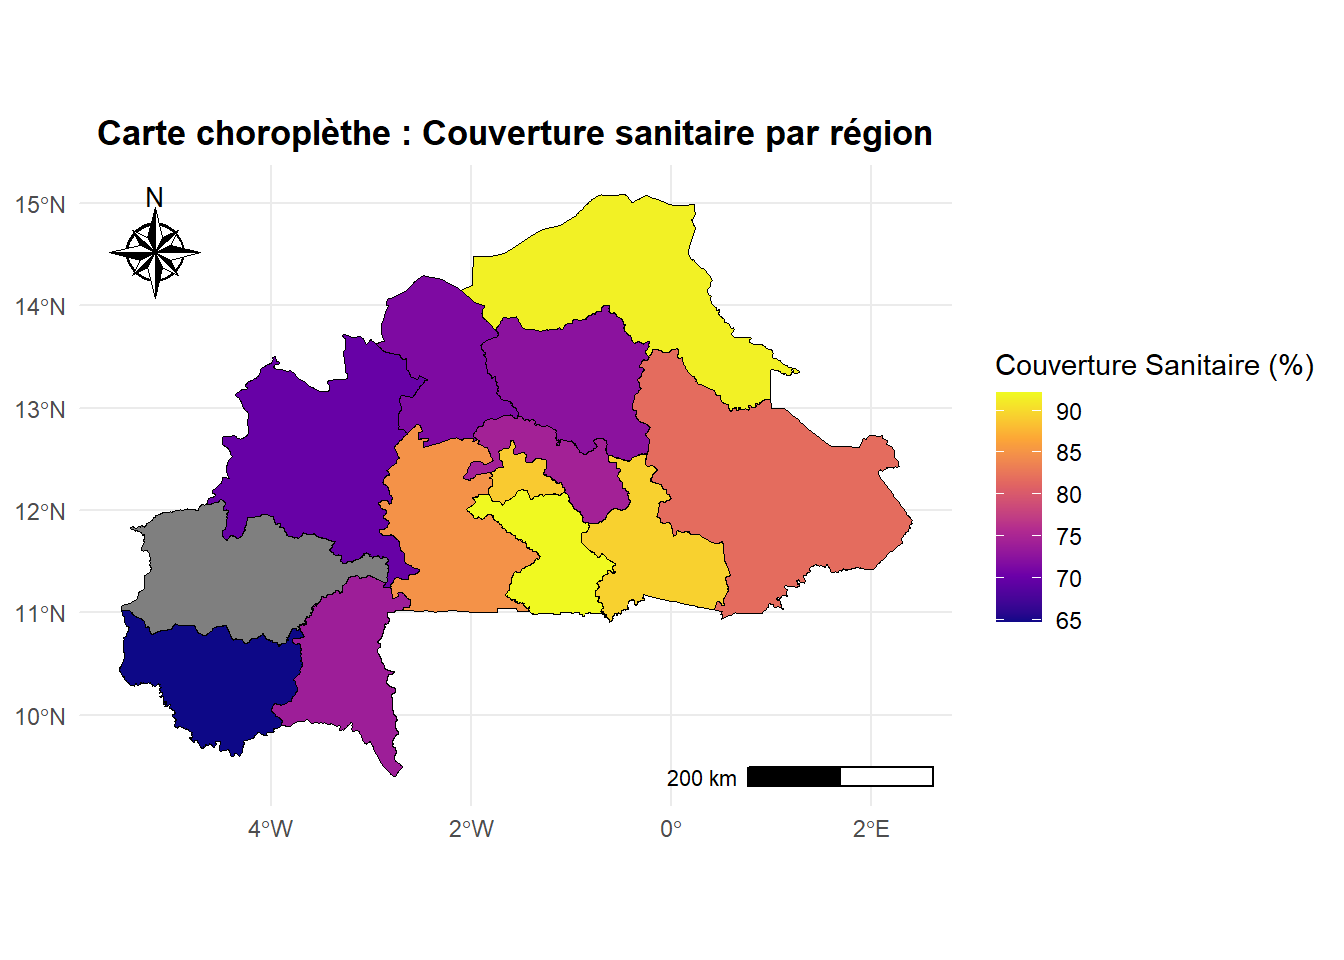 Carte choroplèthe : Couverture sanitaire par région
N
15°N
14°N
13°N
12°N
11°N
10°N
4°W
2°W
0°
2°E
200 km
Couverture Sanitaire (%)
90
85
80
75
70
65